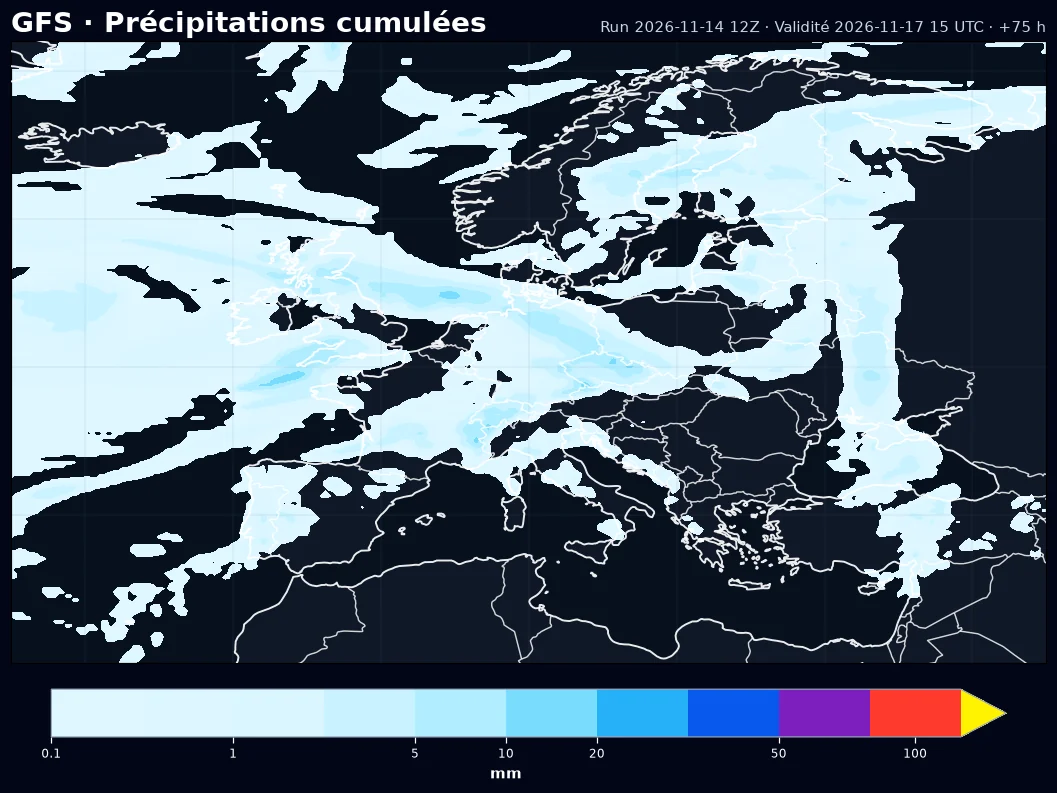 GFS · Précipitations cumulées
Run 2026-11-14 12Z · Validité 2026-11-17 15 UTC · +75 h
0.1 1 5 10 20 50 100
mm